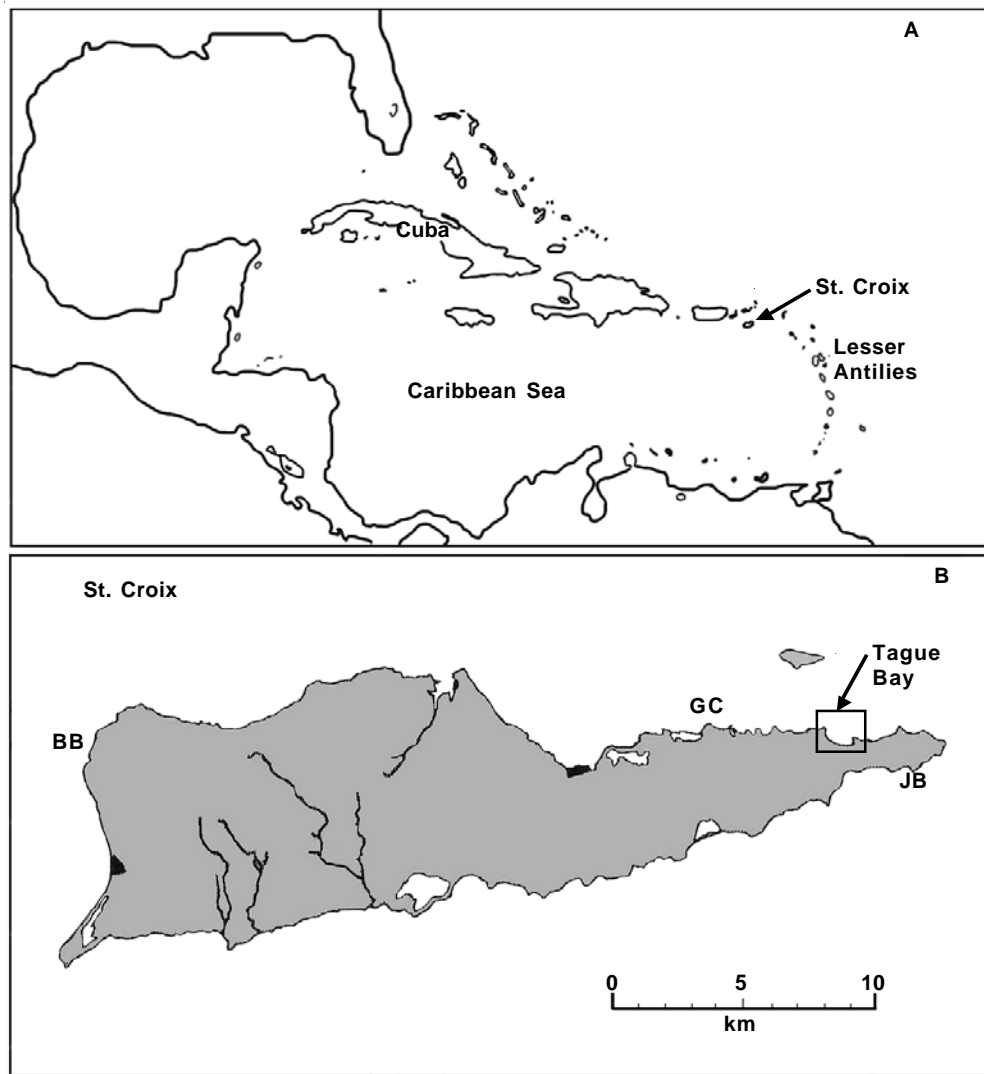 A
Cuba
St. Croix
Lesser
Antilies
Caribbean Sea
St. Croix
B
Tague
Bay
GC
BB
JB
0 5 10
km